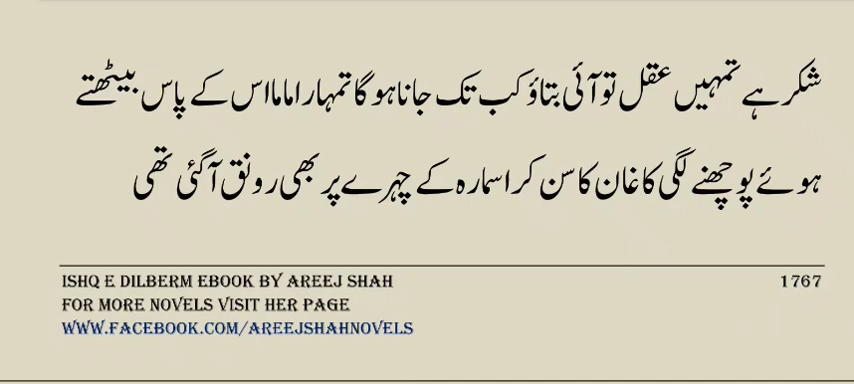 شکر ہے تمہیں عقل تو آئی بتاؤ کب تک جانا ہو گا تمہارا ماما اس کے پاس بیٹھتے
ہوئے پوچھنے لگی کاغان کا سن کر اسمارہ کے چہرے پر بھی رونق آ گئی تھی
ISHQ E DILBERM EBOOK BY AREEJ SHAH 1767
FOR MORE NOVELS VISIT HER PAGE
WWW.FACEBOOK.COM/AREEJSHAHNOVELS